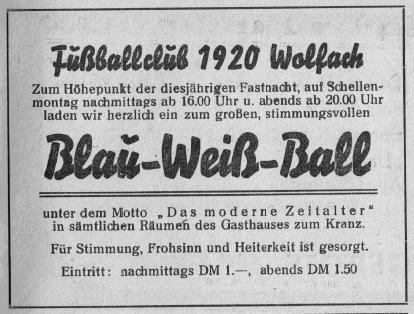 Fußballclub 1920 Wolfach
Zum Höhepunkt der diesjährigen Fastnacht, auf Schellen-
montag nachmittags ab 16.00 Uhr u. abends ab 20.00 Uhr
laden wir herzlich ein zum großen, stimmungsvollen
Blau-Weiß-Ball
unter dem Motto „Das moderne Zeitalter"
in sämtlichen Räumen des Gasthauses zum Kranz.
Für Stimmung, Frohsinn und Heiterkeit ist gesorgt.
Eintritt: nachmittags DM 1.—, abends DM 1.50